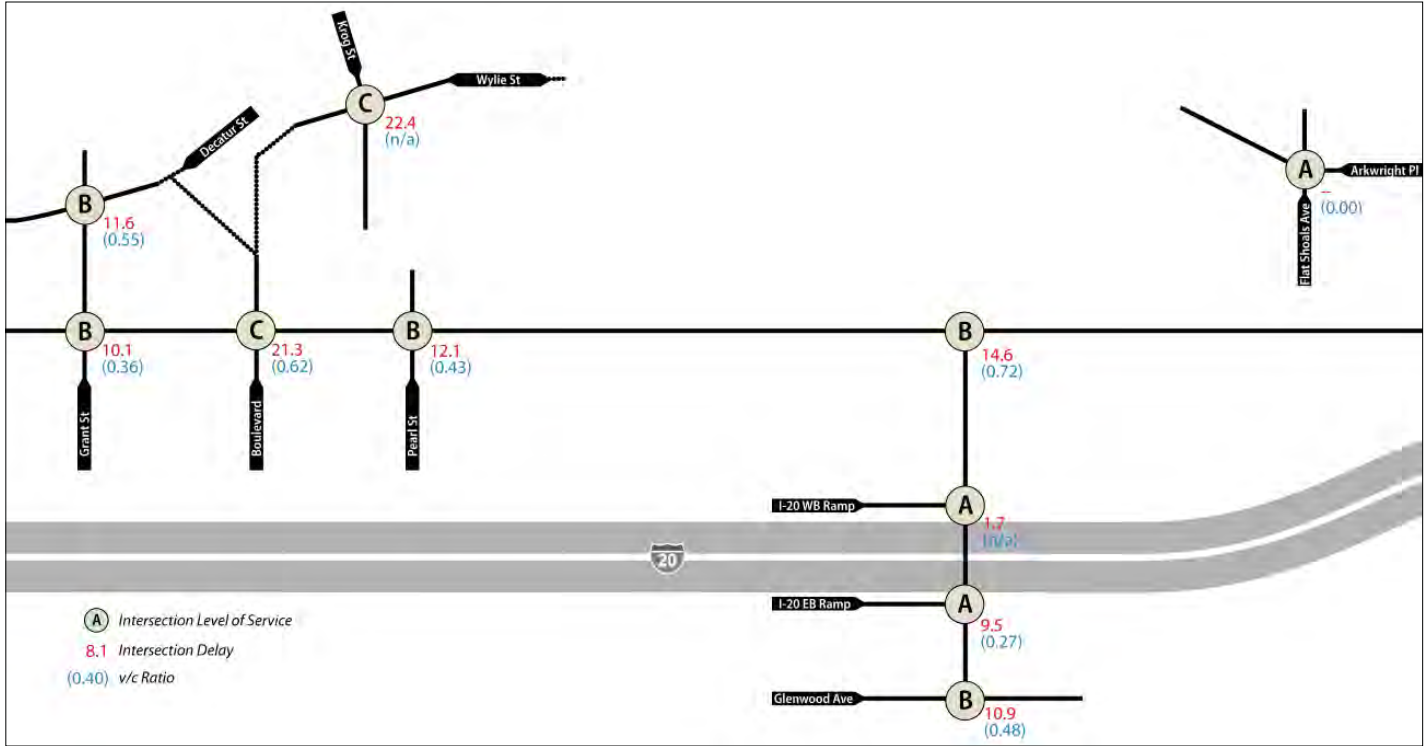 Krog St
Wylie St
C
22.4
(n/a)
Decatur St
B
11.6
(0.55)
A
Arkwright Pl
--
(0.00)
Flat Shoals Ave
B
10.1
(0.36)
Grant St
C
21.3
(0.62)
Boulevard
B
12.1
(0.43)
Pearl St
B
14.6
(0.72)
I-20 WB Ramp
A
1.7
(n/a)
20
I-20 EB Ramp
A
9.5
(0.27)
Glenwood Ave
B
10.9
(0.48)
A Intersection Level of Service
8.1 Intersection Delay
(0.40) v/c Ratio